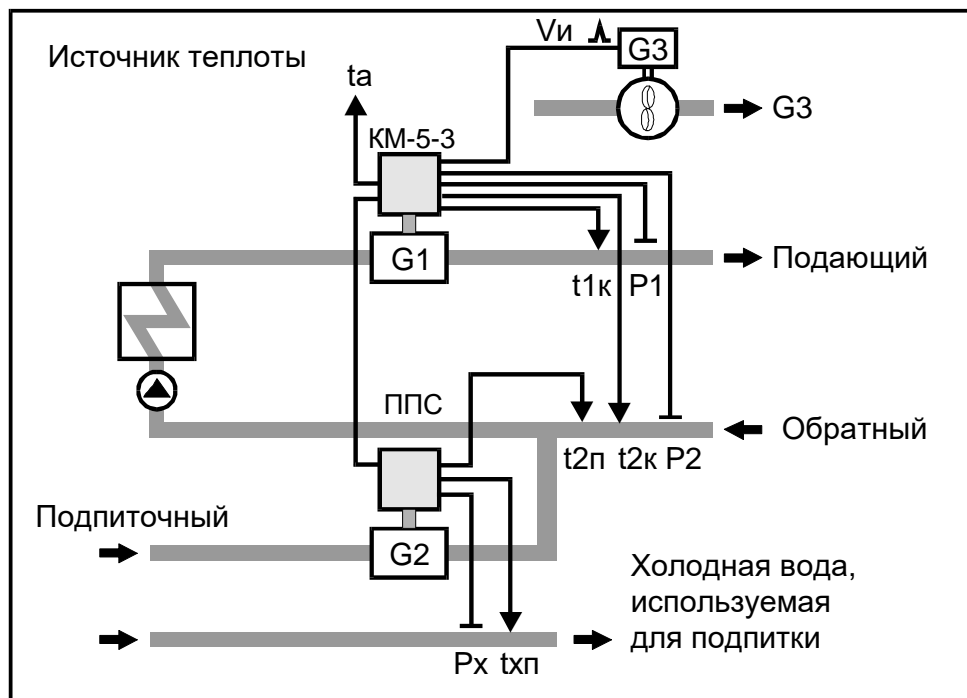 Vи
G3
Источник теплоты
ta
G3
КМ-5-3
G1
Подающий
t1к P1
ППС
Обратный
t2п t2к P2
Подпиточный
G2
Холодная вода,
используемая
для подпитки
Px tхп